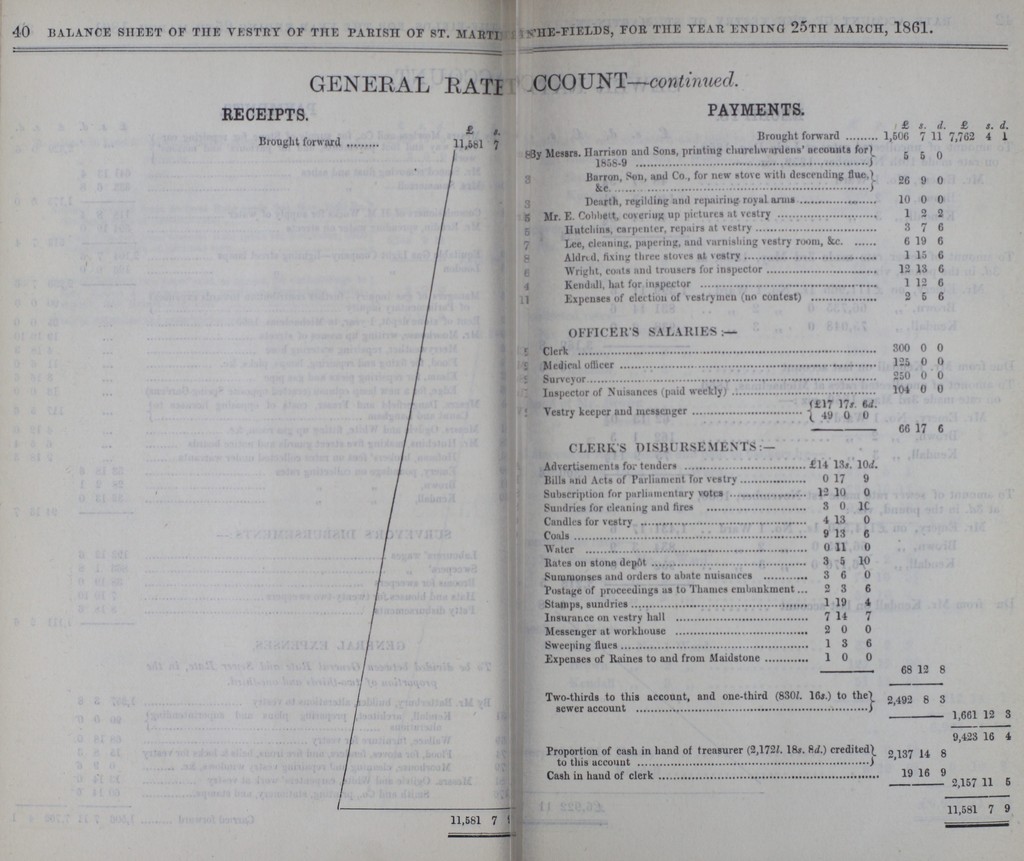 40 BALANCE SHEET OF THE VESTRY OF THE PARISH OF ST. MARTI
GENERAL RATE
RECEIPTS.
£ s.
Brought forward ......... 11,581 7
11,581 7
HE-FIELDS, FOR THE YEAR ENDING 25TH MARCH, 1861.
CCOUNT—continued.
PAYMENTS.
£ s. d. £ s. d.
Brought forward ......... 1,506 7 11 7,762 4 1
By Messrs. Harrison and Sons, printing churchwardens' accounts for
1858-9 ......... 5 5 0
Barron, Son, and Co., for new stove with descending flue,
&c. ......... 26 9 0
Dearth, regilding and repairing royal arms ......... 10 0 0
Mr. E. Cobbett, covering up pictures at vestry ......... 1 2 2
Hutchins, carpenter, repairs at vestry ......... 3 7 6
Lee, cleaning, papering, and varnishing vestry room, &c. ...... 6 19 6
Aldred, fixing three stoves at vestry ......... 1 15 6
Wright, coats and trousers for inspector ......... 12 13 6
Kendall, hat for inspector ......... 1 12 6
Expenses of election of vestrymen (no contest) ......... 2 5 6
OFFICER'S SALARIES :—
Clerk ......... 300 0 0
Medical officer ......... 125 0 0
Surveyor ......... 250 0 0
Inspector of Nuisances (paid weekly) ......... 104 0 0
£17 17s. 6d.
Vestry keeper and messenger ......... 49 0 0
66 17 6
CLERK'S DISBURSEMENTS :—
Advertisements for tenders ......... £14 13s. 10d.
Bills and Acts of Parliament for vestry ......... 0 17 9
Subscription for parliamentary votes ......... 12 10 0
Sundries for cleaning and fires ......... 3 0 10
Candles for vestry ......... 4 13 0
Coals ......... 9 13 6
Water ......... 0 11 0
Rates on stone depôt ......... 3 5 10
Summonses and orders to abate nuisances ......... 3 6 0
Postage of proceedings as to Thames embankment ... 2 3 6
Stamps, sundries ......... 1 19 4
Insurance on vestry hall ......... 7 14 7
Messenger at workhouse ......... 2 0 0
Sweeping flues ......... 1 3 6
Expenses of Raines to and from Maidstone ......... 1 0 0
68 12 8
Two-thirds to this account, and one-third (830l. 16s.) to the
sewer account ......... 2,492 8 3
1,661 12 3
9,423 16 4
Proportion of cash in hand of treasurer (2,172l. 18s. 8d.) credited
to this account ......... 2,137 14 8
Cash in hand of clerk ......... 19 16 9
2,157 11 5
11,581 7 9